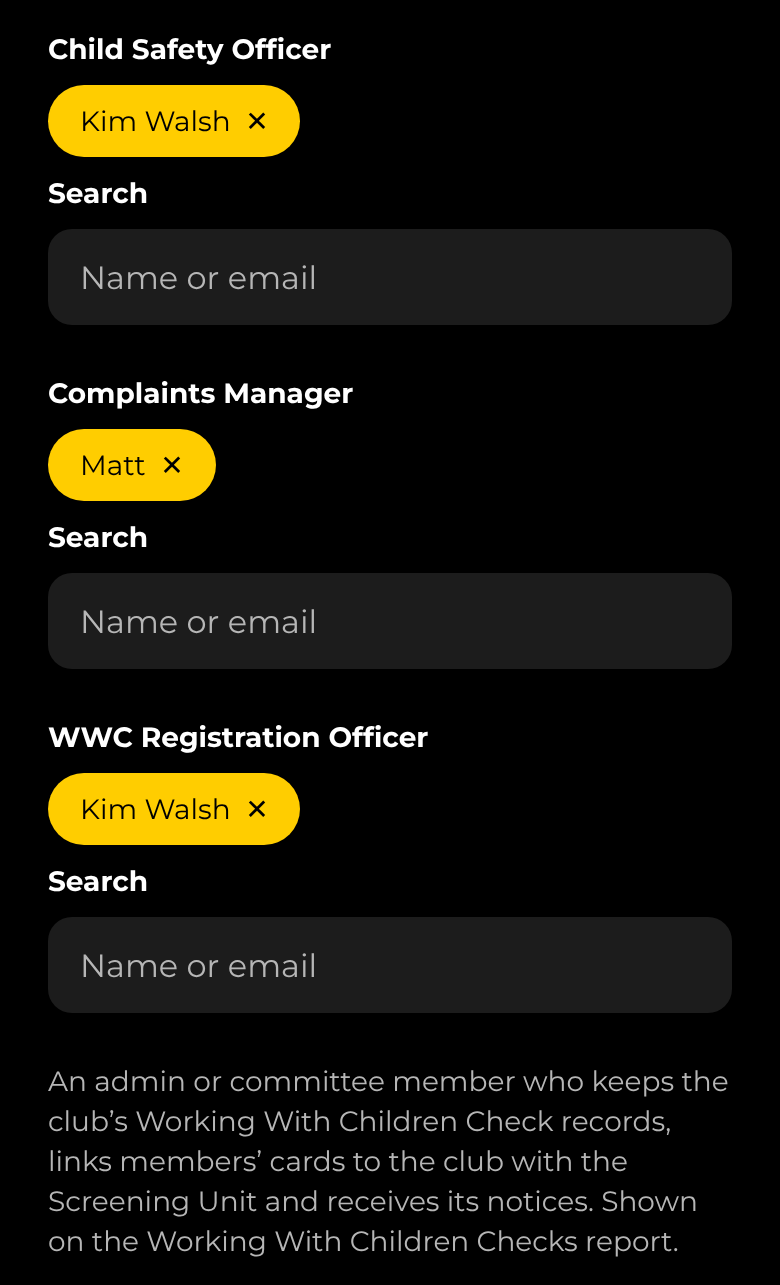 Child Safety Officer
Kim Walsh ✕
Search
Name or email
Complaints Manager
Matt ✕
Search
Name or email
WWC Registration Officer
Kim Walsh ✕
Search
Name or email
An admin or committee member who keeps the
club’s Working With Children Check records,
links members’ cards to the club with the
Screening Unit and receives its notices. Shown
on the Working With Children Checks report.